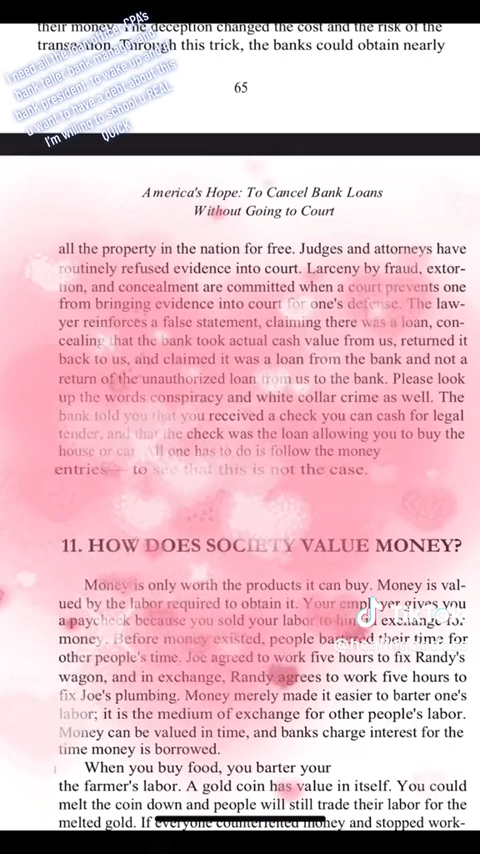 their money. The deception changed the cost and the risk of the
transaction. Through this trick, the banks could obtain nearly
I need all the
office, CPA's
bank teller bank manager
bank president to wake up and
u want to have a debt about this
I'm willing to school u REAL
QUICK
65
America's Hope: To Cancel Bank Loans
Without Going to Court
all the property in the nation for free. Judges and attorneys have
routinely refused evidence into court. Larceny by fraud, extor-
tion, and concealment are committed when a court prevents one
from bringing evidence into court for one's defense. The law-
yer reinforces a false statement, claiming there was a loan, con-
cealing that the bank took actual cash value from us, returned it
back to us, and claimed it was a loan from the bank and not a
return of the unauthorized loan from us to the bank. Please look
up the words conspiracy and white collar crime as well. The
bank told you that you received a check you can cash for legal
tender, and that the check was the loan allowing you to buy the
house or car. All one has to do is follow the money
entries— to see that this is not the case.
11. HOW DOES SOCIETY VALUE MONEY?
Money is only worth the products it can buy. Money is val-
ued by the labor required to obtain it. Your employer gives you
a paycheck because you sold your labor to him in exchange for
money. Before money existed, people bartered their time for
other people's time. Joe agreed to work five hours to fix Randy's
wagon, and in exchange, Randy agrees to work five hours to
fix Joe's plumbing. Money merely made it easier to barter one's
labor; it is the medium of exchange for other people's labor.
Money can be valued in time, and banks charge interest for the
time money is borrowed.
When you buy food, you barter your
the farmer's labor. A gold coin has value in itself. You could
melt the coin down and people will still trade their labor for the
melted gold. If everyone counterfeited money and stopped work-
TikTok